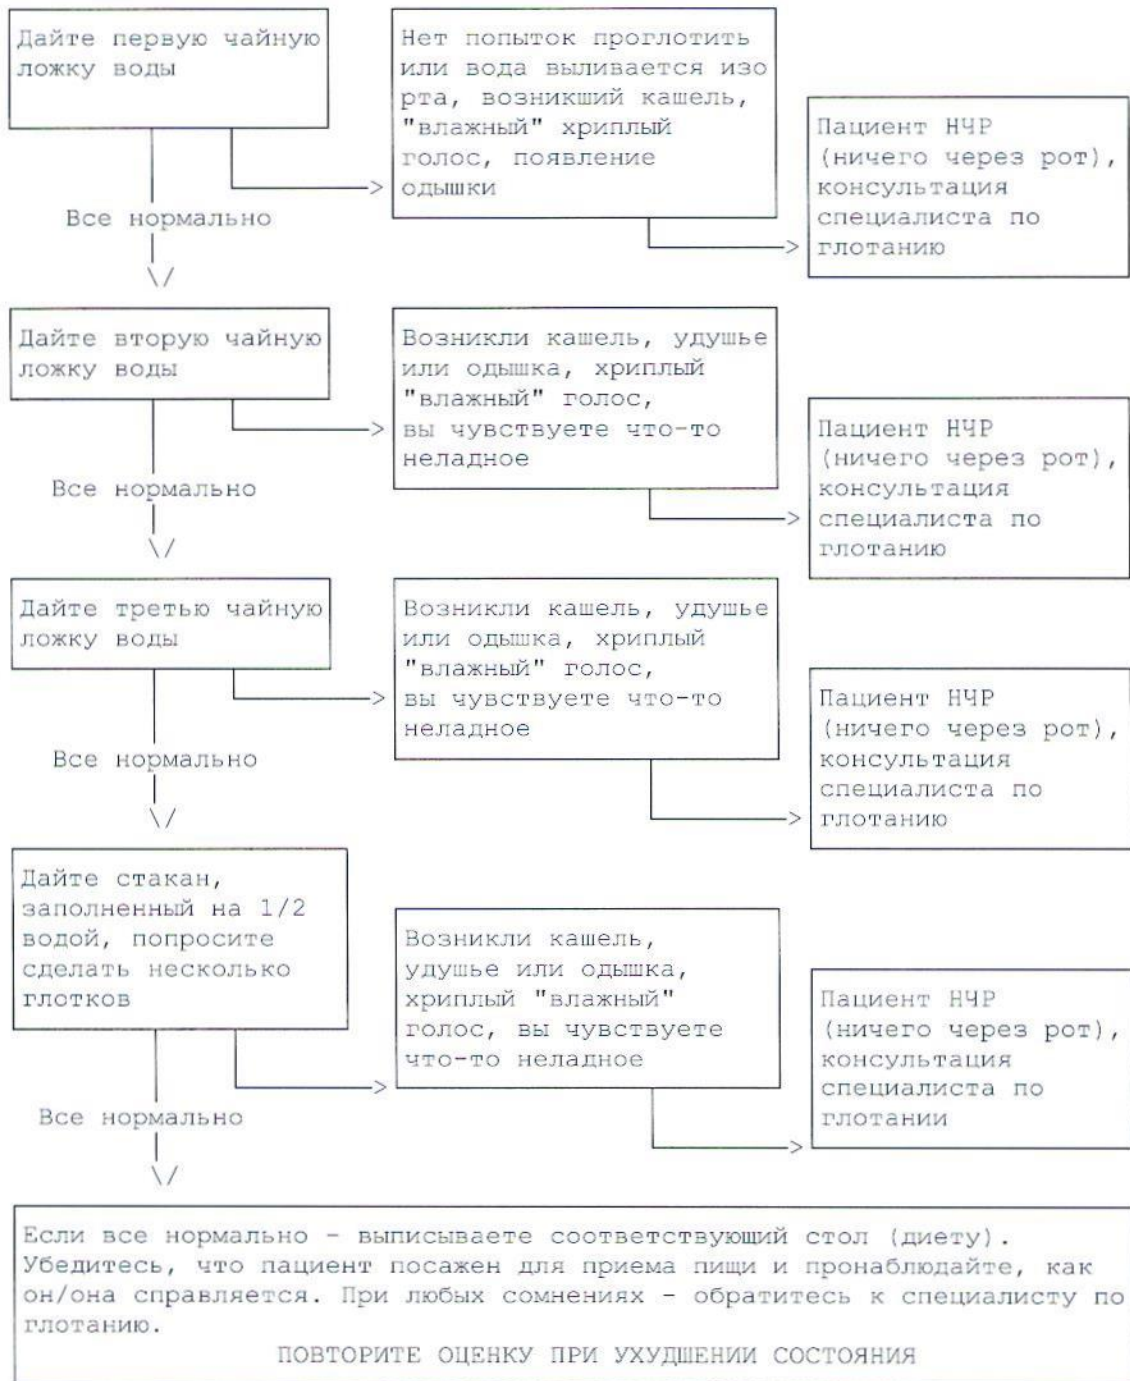 Дайте первую чайную
ложку воды
Нет попыток проглотить
или вода выливается изо
рта, возникший кашель,
"влажный" хриплый
голос, появление
одышки
Пациент НЧР
(ничего через рот),
консультация
специалиста по
глотанию
Все нормально
Дайте вторую чайную
ложку воды
Возникли кашель, удушье
или одышка, хриплый
"влажный" голос,
вы чувствуете что-то
неладное
Пациент НЧР
(ничего через рот),
консультация
специалиста по
глотанию
Все нормально
Дайте третью чайную
ложку воды
Возникли кашель, удушье
или одышка, хриплый
"влажный" голос,
вы чувствуете что-то
неладное
Пациент НЧР
(ничего через рот),
консультация
специалиста по
глотанию
Все нормально
Дайте стакан,
заполненный на 1/2
водой, попросите
сделать несколько
глотков
Возникли кашель,
удушье или одышка,
хриплый "влажный"
голос, вы чувствуете
что-то неладное
Пациент НЧР
(ничего через рот),
консультация
специалиста по
глотании
Все нормально
Если все нормально - выписываете соответствующий стол (диету).
Убедитесь, что пациент посажен для приема пищи и пронаблюдайте, как
он/она справляется. При любых сомнениях - обратитесь к специалисту по
глотанию.
ПОВТОРИТЕ ОЦЕНКУ ПРИ УХУДШЕНИИ СОСТОЯНИЯ